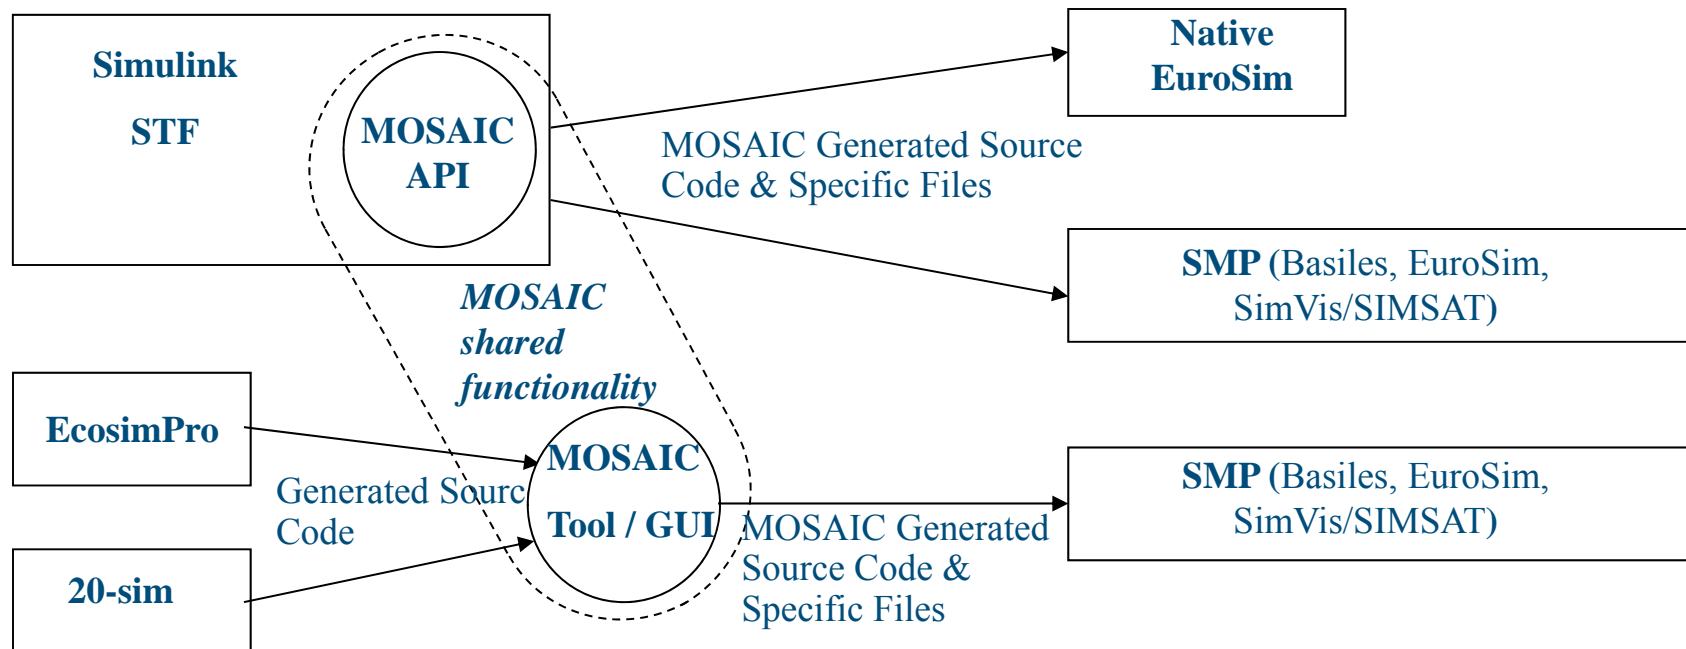 Simulink
STF
MOSAIC
API
Native
EuroSim
MOSAIC Generated Source
Code & Specific Files
SMP (Basiles, EuroSim,
SimVis/SIMSAT)
MOSAIC
shared
functionality
EcosimPro
Generated Sourc
Code
20-sim
MOSAIC
Tool / GUI
MOSAIC Generated
Source Code &
Specific Files
SMP (Basiles, EuroSim,
SimVis/SIMSAT)